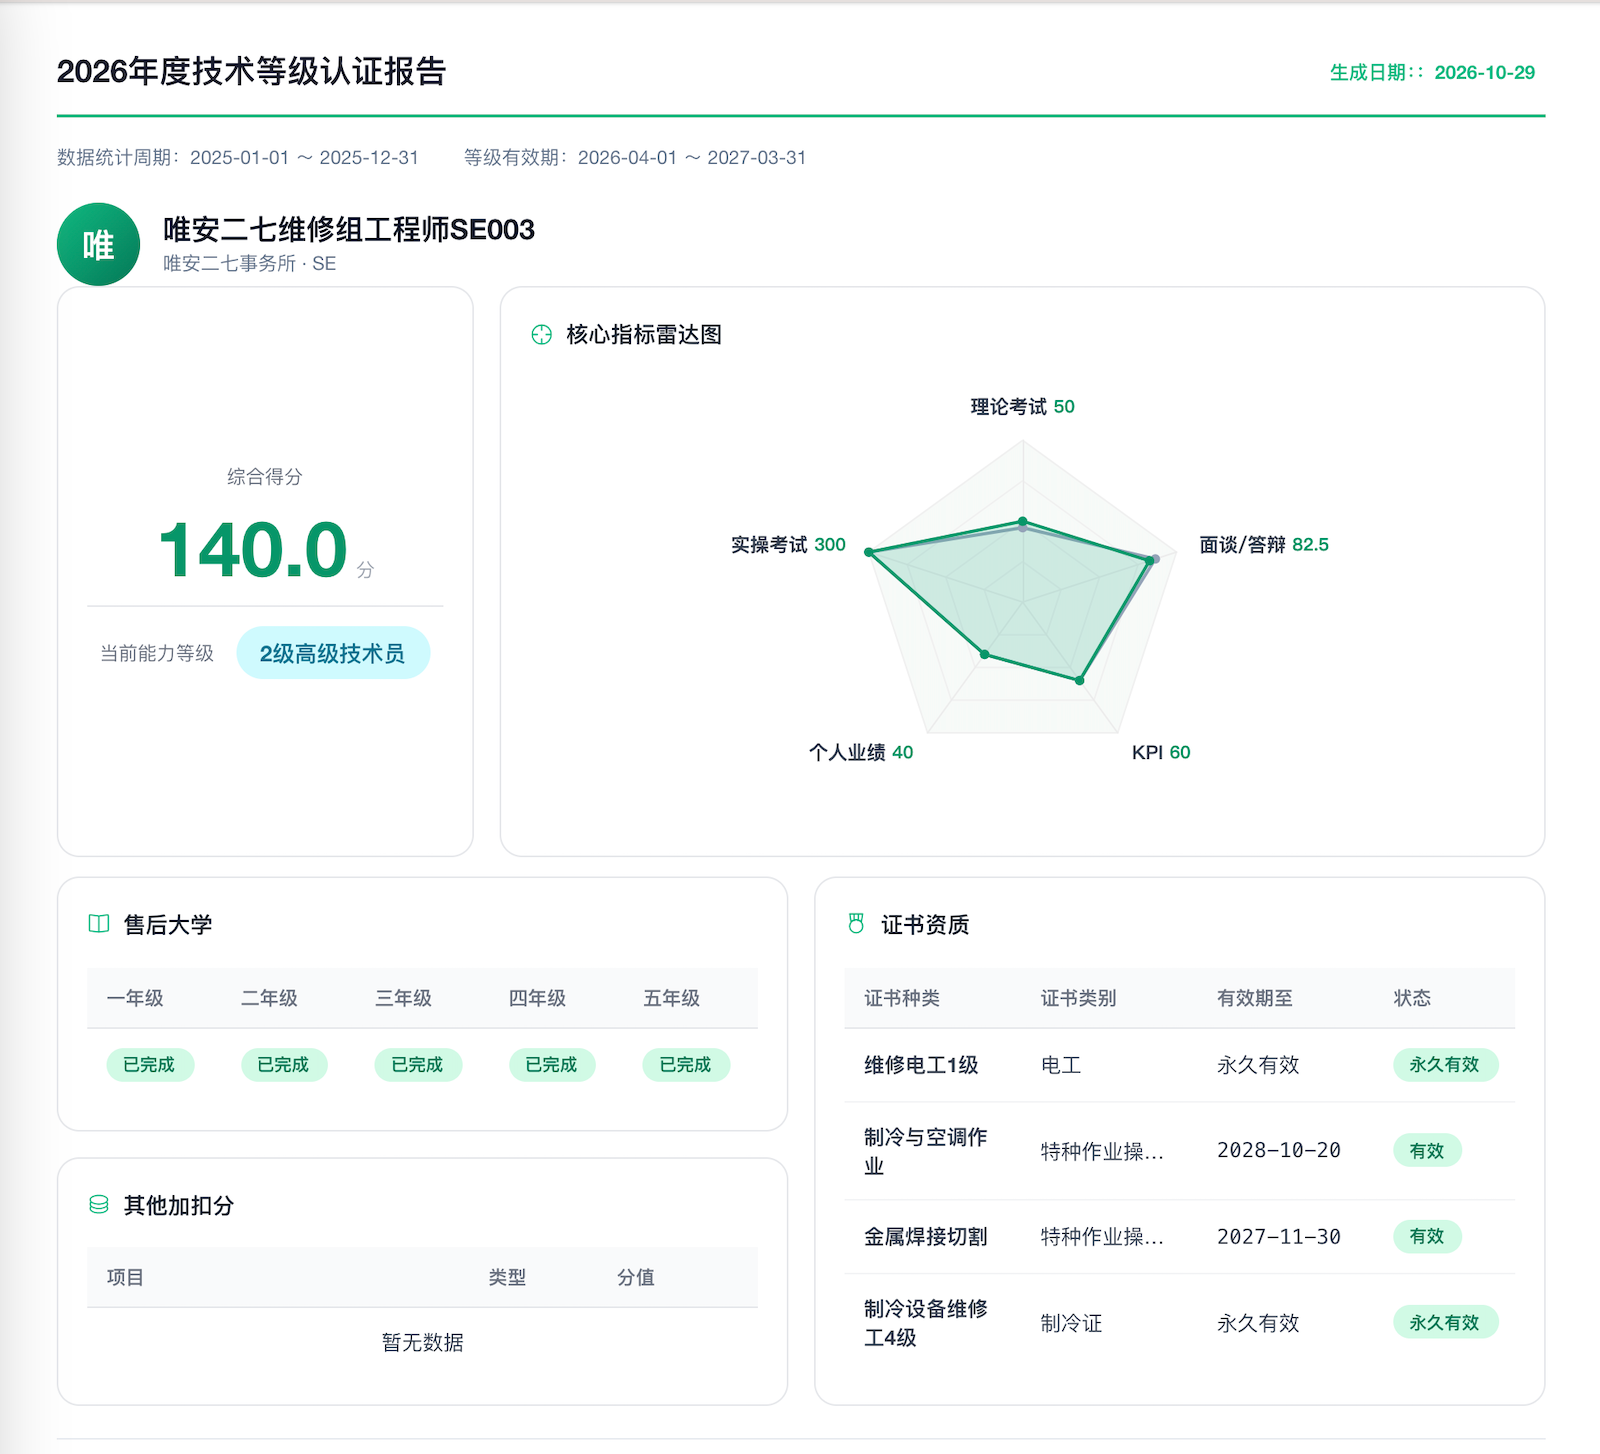 2026年度技术等级认证报告
生成日期:: 2026-10-29
数据统计周期：2025-01-01 ～ 2025-12-31
等级有效期：2026-04-01 ～ 2027-03-31
唯
唯安二七维修组工程师SE003
唯安二七事务所 · SE
综合得分
140.0 分
当前能力等级 2级高级技术员
核心指标雷达图
理论考试 50
实操考试 300
面谈/答辩 82.5
个人业绩 40
KPI 60
售后大学
一年级 二年级 三年级 四年级 五年级
已完成 已完成 已完成 已完成 已完成
其他加扣分
项目 类型 分值
暂无数据
证书资质
证书种类 证书类别 有效期至 状态
维修电工1级 电工 永久有效 永久有效
制冷与空调作
业
特种作业操... 2028-10-20 有效
金属焊接切割 特种作业操... 2027-11-30 有效
制冷设备维修
工4级
制冷证 永久有效 永久有效